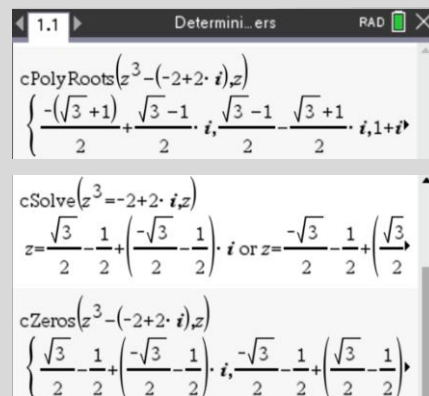 1.1 Determini...ers RAD
cPolyRoots(z³-(-2+2·i),z)
{-(√3+1)/2+√3-1/2·i,√3-1/2-√3+1/2·i,1+i
cSolve(z³=-2+2·i,z)
z=√3/2-1/2+(-√3/2-1/2)·i or z=-√3/2-1/2+(√3/2
cZeros(z³-(-2+2·i),z)
{√3/2-1/2+(-√3/2-1/2)·i,-√3/2-1/2+(√3/2-1/2)